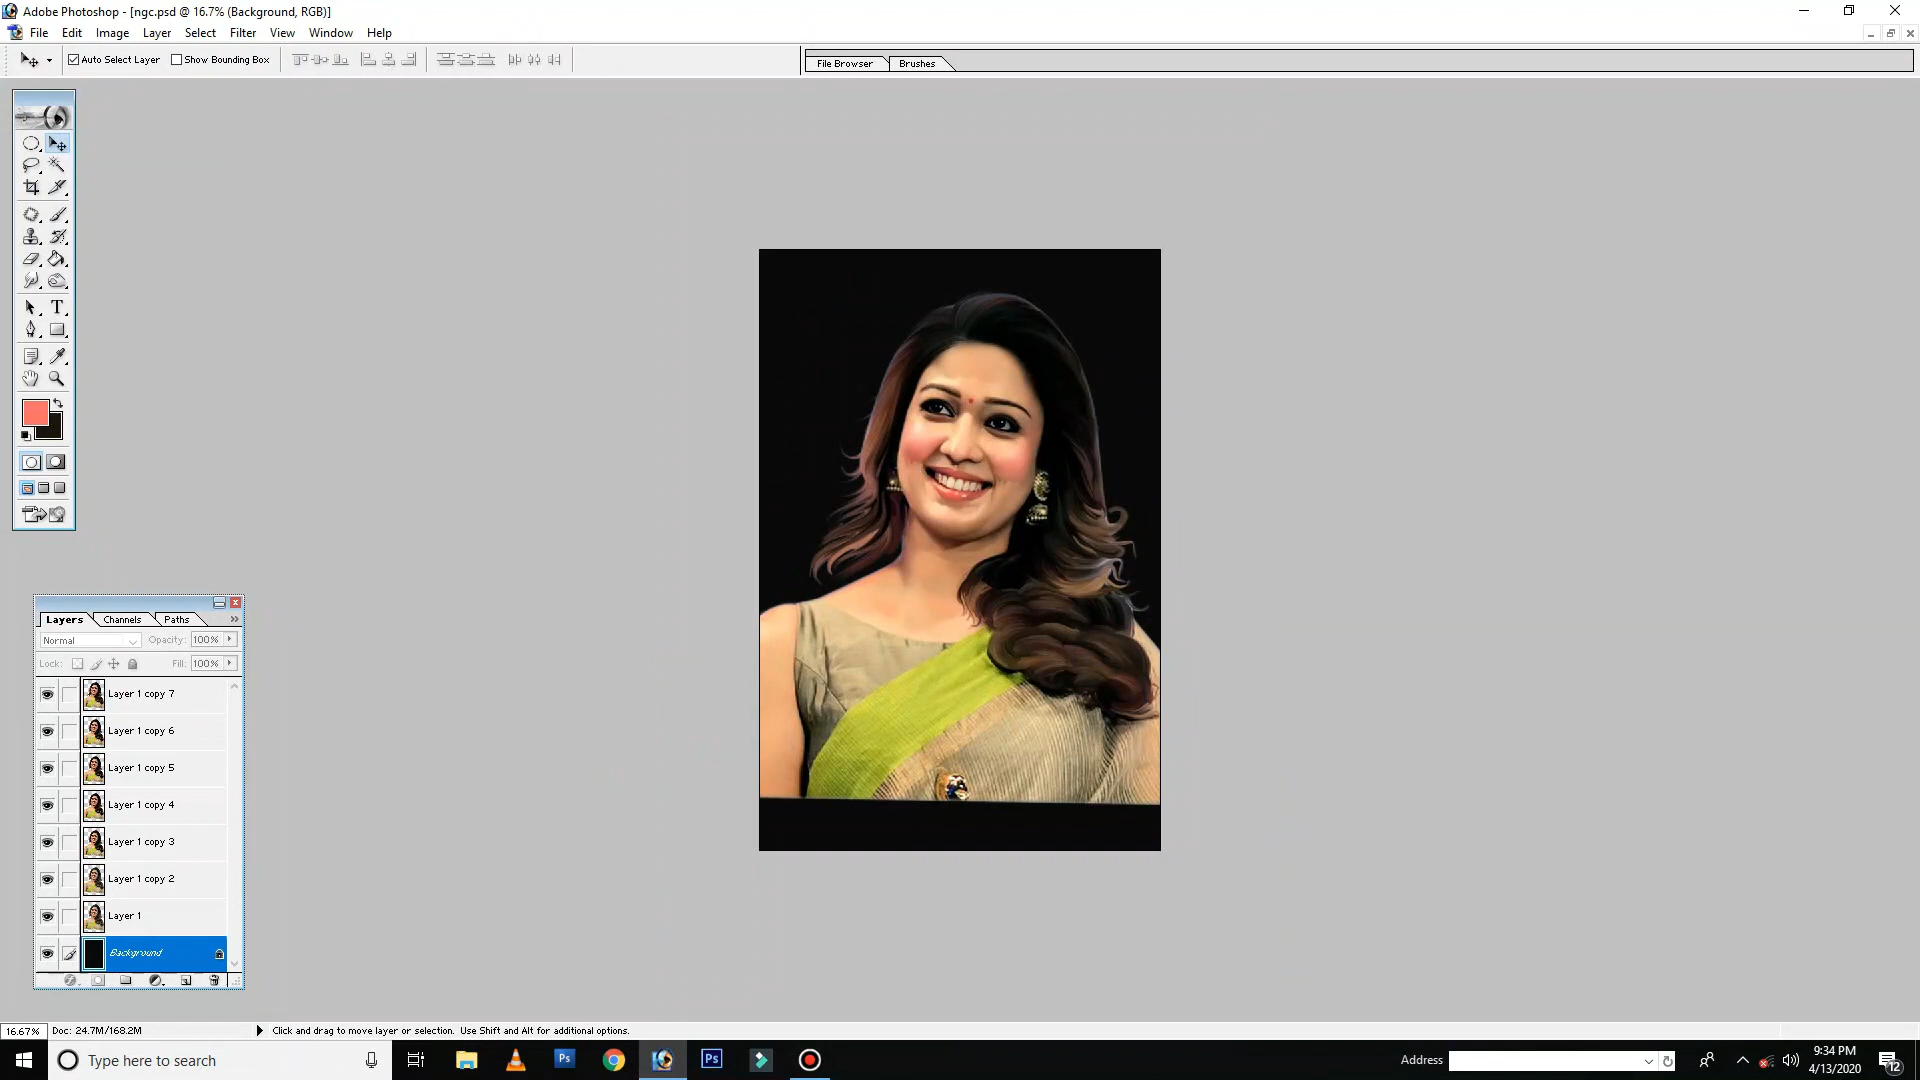 Adobe Photoshop - [ngc.psd @ 16.7% (Background, RGB)]
File Edit Image Layer Select Filter View Window Help
Auto Select Layer Show Bounding Box File Browser Brushes
Layers Channels Paths
Normal Opacity: 100%
Lock: Fill: 100%
Layer 1 copy 7
Layer 1 copy 6
Layer 1 copy 5
Layer 1 copy 4
Layer 1 copy 3
Layer 1 copy 2
Layer 1
Background
16.67% Doc: 24.7M/168.2M Click and drag to move layer or selection. Use Shift and Alt for additional options.
Type here to search Ps Ps Address 9:34 PM
4/13/2020 12